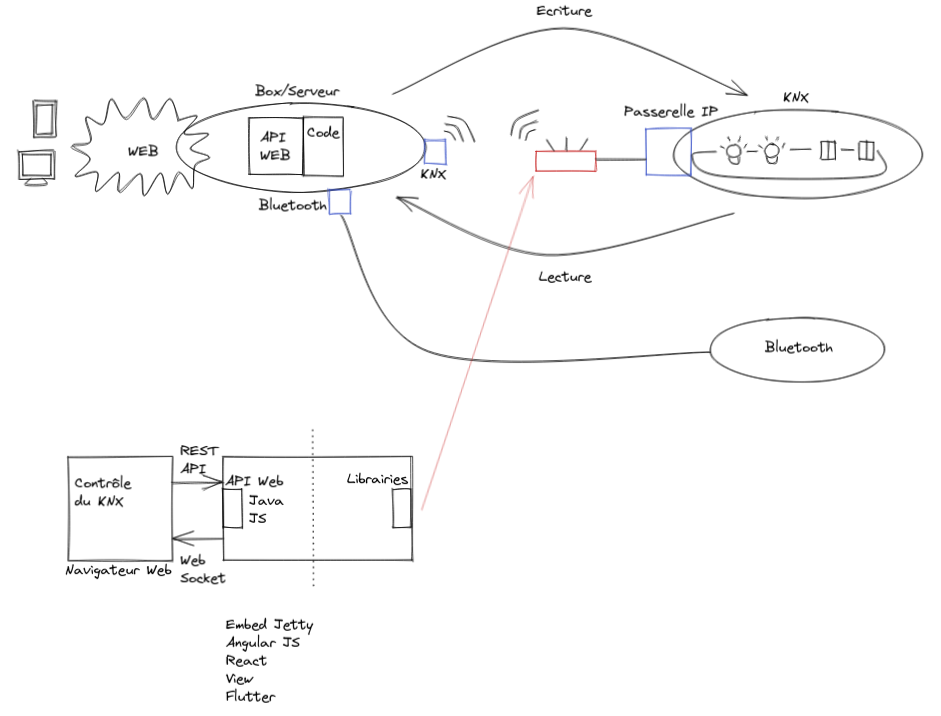 Ecriture
Box/Serveur
KNX
Passerelle IP
API
WEB
Code
WEB
KNX
Bluetooth
Lecture
Bluetooth
REST
API
Contrôle
du KNX
API Web
Java
JS
Librairies
Web
Socket
Navigateur Web
Embed Jetty
Angular JS
React
View
Flutter